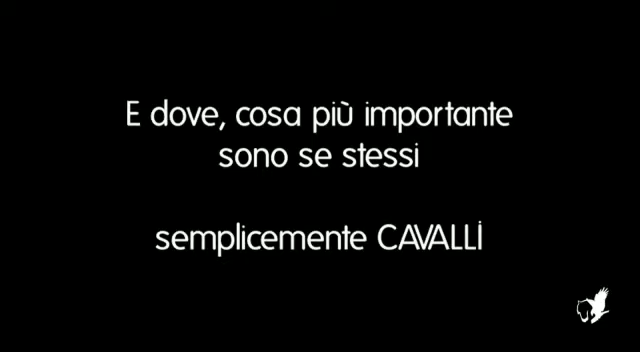 E dove, cosa più importante
sono se stessi
semplicemente CAVALLİ